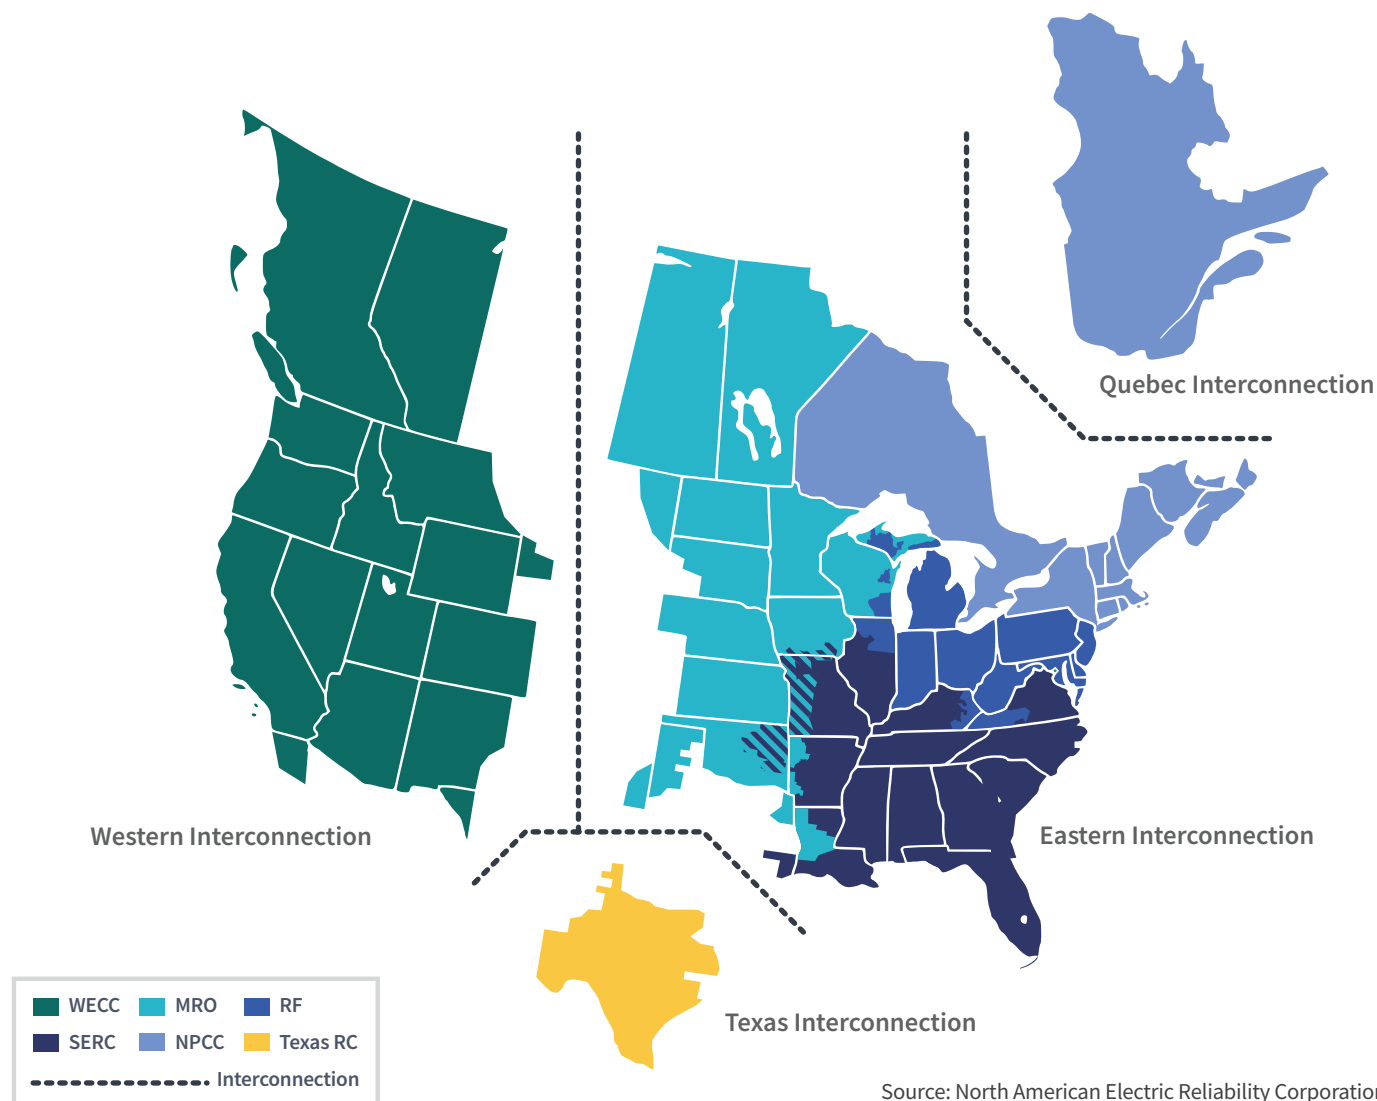 Quebec Interconnection
Western Interconnection
Eastern Interconnection
Texas Interconnection
WECC MRO RF
SERC NPCC Texas RC
Interconnection
Source: North American Electric Reliability Corporation